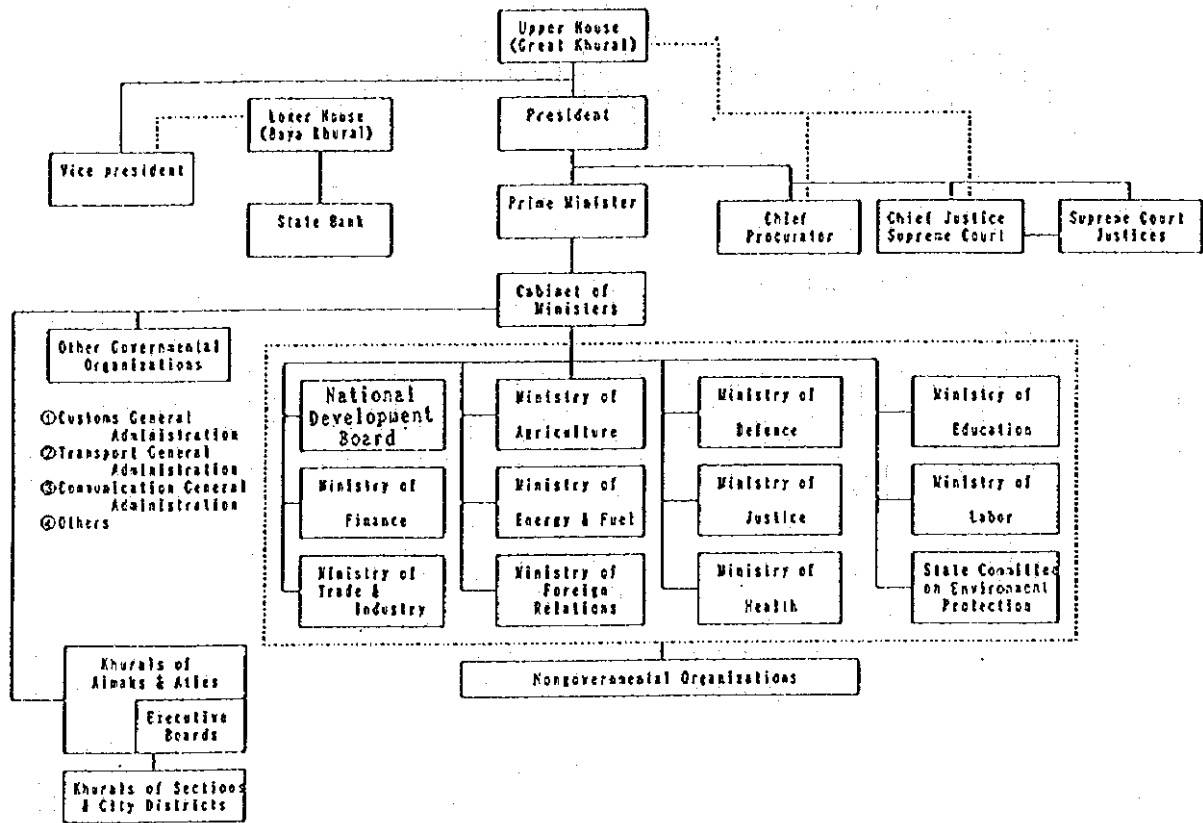 Upper House
(Great Khural)
President
Lower House
(Baga Khural)
Vice president
State Bank
Prime Minister
Chief
Procurator
Chief Justice
Supreme Court
Supreme Court
Justices
Cabinet of
Ministers
Other Governmental
Organizations
①Customs General
Administration
②Transport General
Administration
③Communication General
Administration
④Others
National
Development
Board
Ministry of
Agriculture
Ministry of
Defence
Ministry of
Education
Ministry of
Finance
Ministry of
Energy & Fuel
Ministry of
Justice
Ministry of
Labor
Ministry of
Trade &
Industry
Ministry of
Foreign
Relations
Ministry of
Health
State Committee
on Environment
Protection
Nongovernmental Organizations
Khurals of
Aimaks &
Executive
Boards
Khurals of Sections
& City Districts